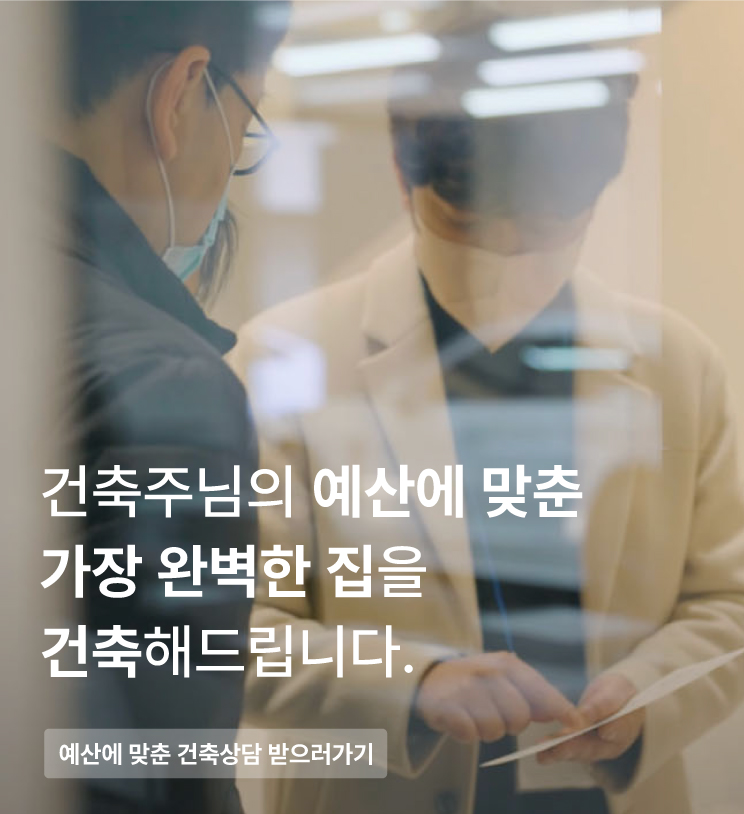 건축주님의 예산에 맞춘
가장 완벽한 집을
건축해드립니다.
예산에 맞춘 건축상담 받으러가기